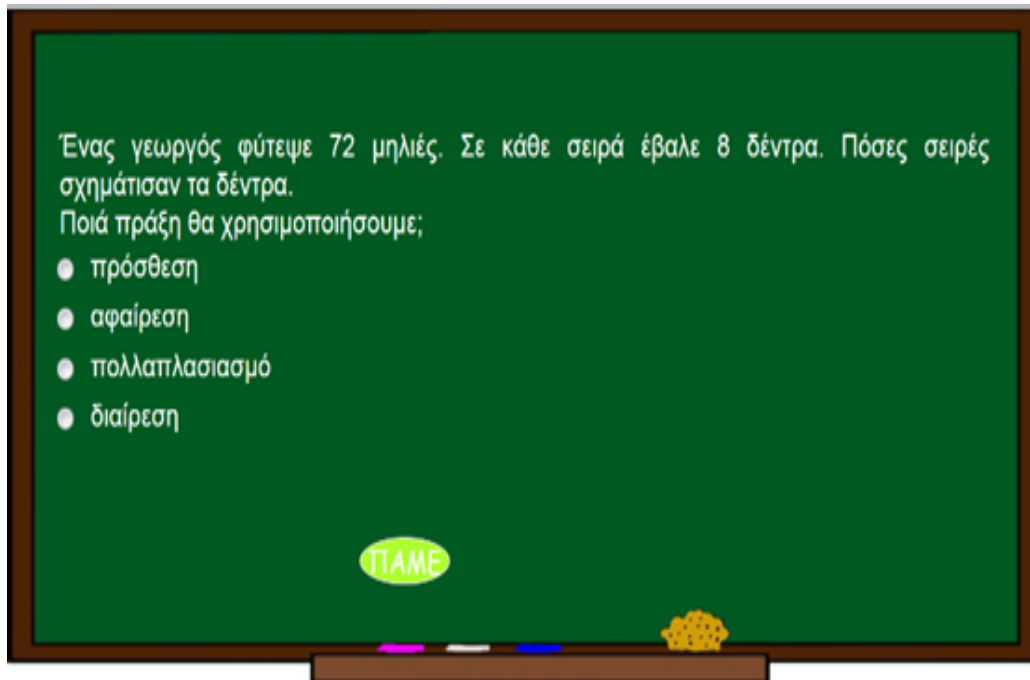 Ένας γεωργός φύτεψε 72 μηλιές. Σε κάθε σειρά έβαλε 8 δέντρα. Πόσες σειρές
σχημάτισαν τα δέντρα.
Ποιά πράξη θα χρησιμοποιήσουμε;
πρόσθεση
αφαίρεση
πολλαπλασιασμό
διαίρεση
ΠΑΜΕ